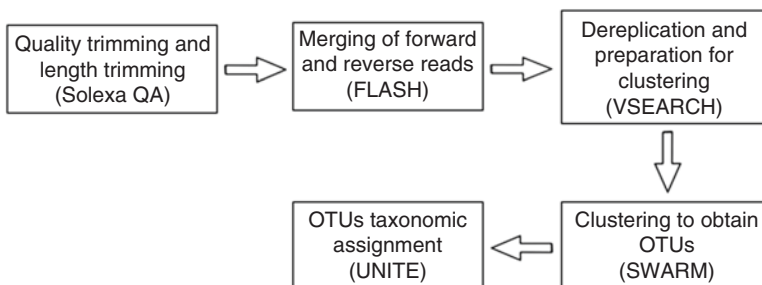 Quality trimming and
length trimming
(Solexa QA)
Merging of forward
and reverse reads
(FLASH)
Dereplication and
preparation for
clustering
(VSEARCH)
Clustering to obtain
OTUs
(SWARM)
OTUs taxonomic
assignment
(UNITE)